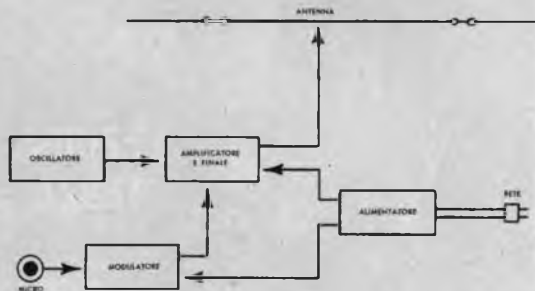 ANTENNA
OSCILLATORE
AMPLIFICATORE
E FINALE
ALIMENTATORE
RETE
MODULATORE
MICRO